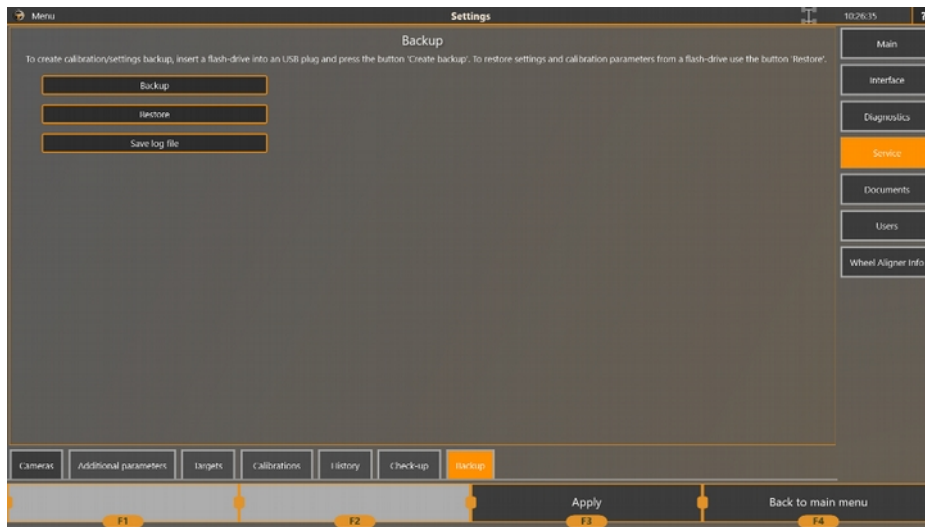 Menu
Settings
10:26:35
Backup
To create calibration/settings backup, insert a flash-drive into an USB plug and press the button 'Create backup'. To restore settings and calibration parameters from a flash-drive use the button 'Restore'.
Backup
Restore
Save log file
Main
Interface
Diagnostics
Service
Documents
Users
Wheel Aligner Info
Cameras
Additional parameters
Targets
Calibrations
History
Check-up
Backup
Apply
Back to main menu
F1
F2
F3
F4